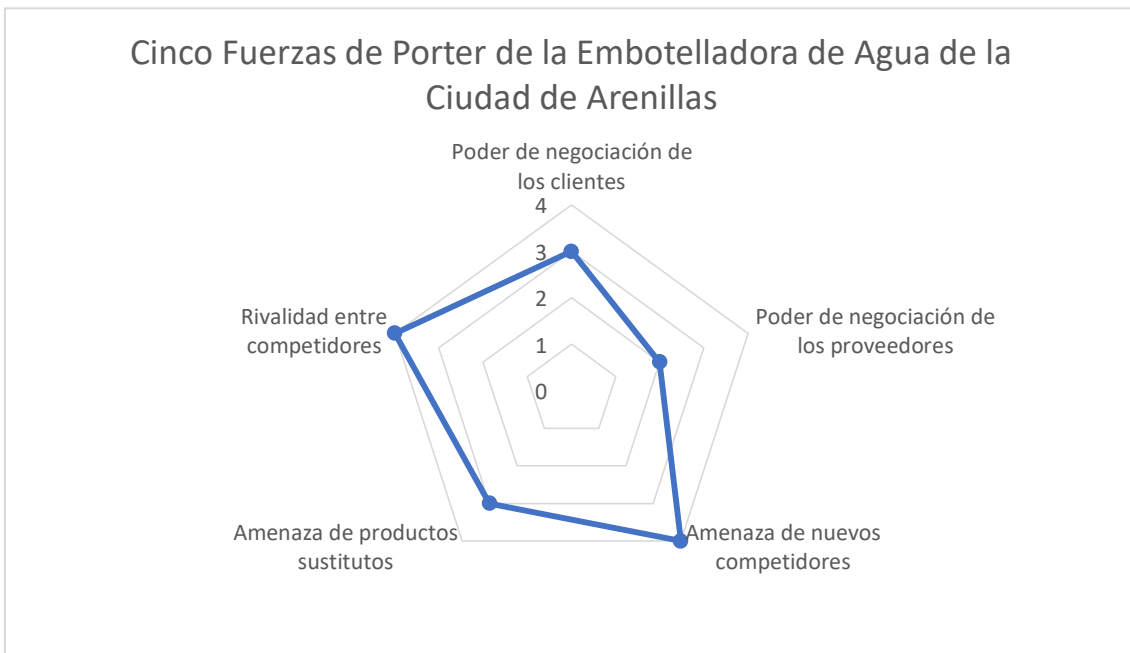 Cinco Fuerzas de Porter de la Embotelladora de Agua de la
Ciudad de Arenillas
Poder de negociación de
los clientes
4
3
2
1
0
Poder de negociación de
los proveedores
Amenaza de nuevos
competidores
Amenaza de productos
sustitutos
Rivalidad entre
competidores